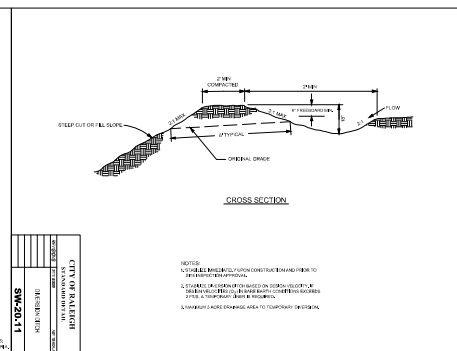 2' MIN
COMPACTED
2' MIN
2:1 MAX
2:1 MAX
6" FREEBOARD MIN.
FLOW
2:1
STEEP CUT OR FILL SLOPE
6' TYPICAL
ORIGINAL GRADE
CROSS SECTION
NOTES:
1. STABILIZE IMMEDIATELY UPON CONSTRUCTION AND PRIOR TO
SITE INSPECTION APPROVAL.
2. STABILIZE DIVERSION DITCH BASED ON DESIGN VELOCITY. IF
DESIGN VELOCITIES IN BARE EARTH CONDITIONS EXCEEDS
2 FT/S, A TEMPORARY LINER IS REQUIRED.
3. MAXIMUM 5 ACRE DRAINAGE AREA TO TEMPORARY DIVERSION.
CITY OF RALEIGH
STANDARD DETAIL
DIVERSION DITCH
SW-20.11